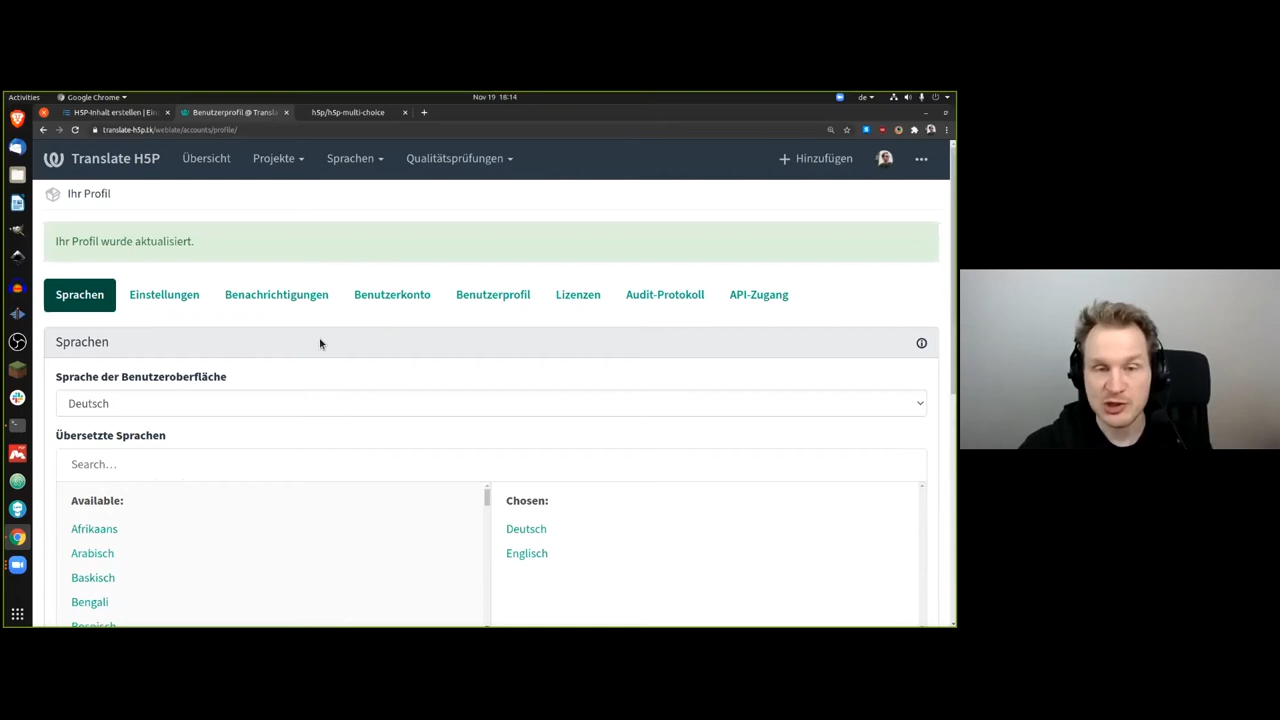 Activities
Google Chrome
Nov 19 18:14
de
H5P-Inhalt erstellen | Ein
Benutzerprofil @ Transla
h5p/h5p-multi-choice
translate-h5p.tk/weblate/accounts/profile/
Translate H5P
Übersicht
Projekte
Sprachen
Qualitätsprüfungen
Hinzufügen
Ihr Profil
Ihr Profil wurde aktualisiert.
Sprachen
Einstellungen
Benachrichtigungen
Benutzerkonto
Benutzerprofil
Lizenzen
Audit-Protokoll
API-Zugang
Sprachen
Sprache der Benutzeroberfläche
Deutsch
Übersetzte Sprachen
Search…
Available:
Chosen:
Afrikaans
Deutsch
Arabisch
Englisch
Baskisch
Bengali
Bosnisch